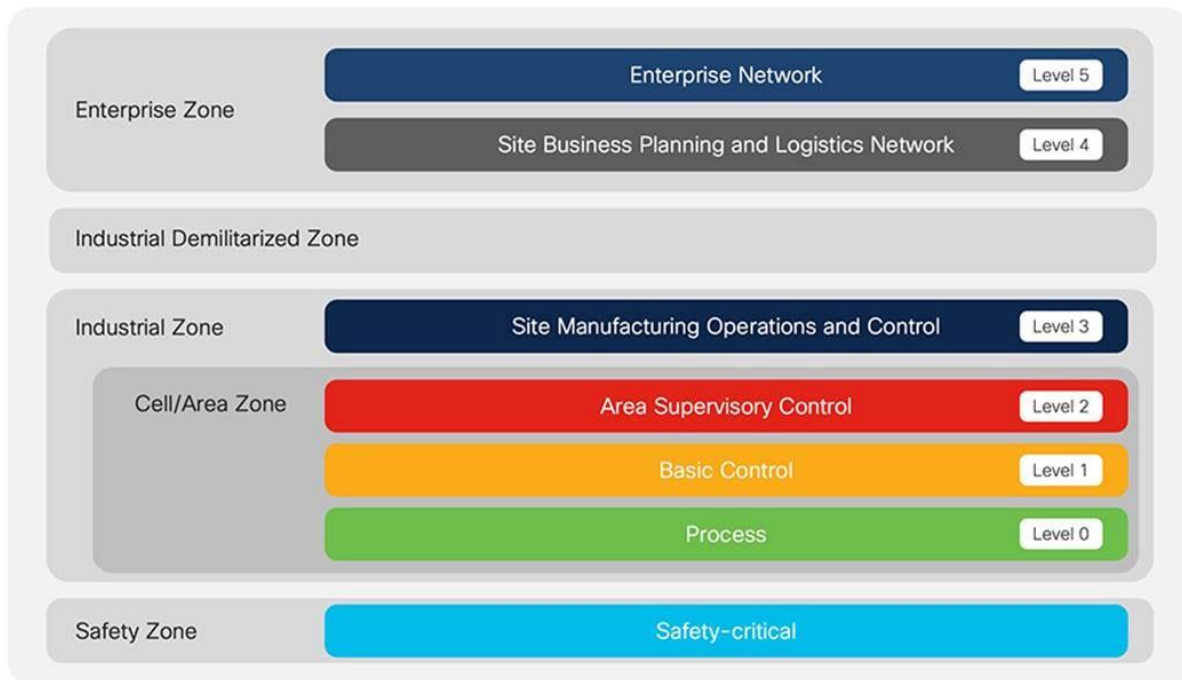 Enterprise Zone
Enterprise Network Level 5
Site Business Planning and Logistics Network Level 4
Industrial Demilitarized Zone
Industrial Zone
Site Manufacturing Operations and Control Level 3
Cell/Area Zone
Area Supervisory Control Level 2
Basic Control Level 1
Process Level 0
Safety Zone
Safety-critical